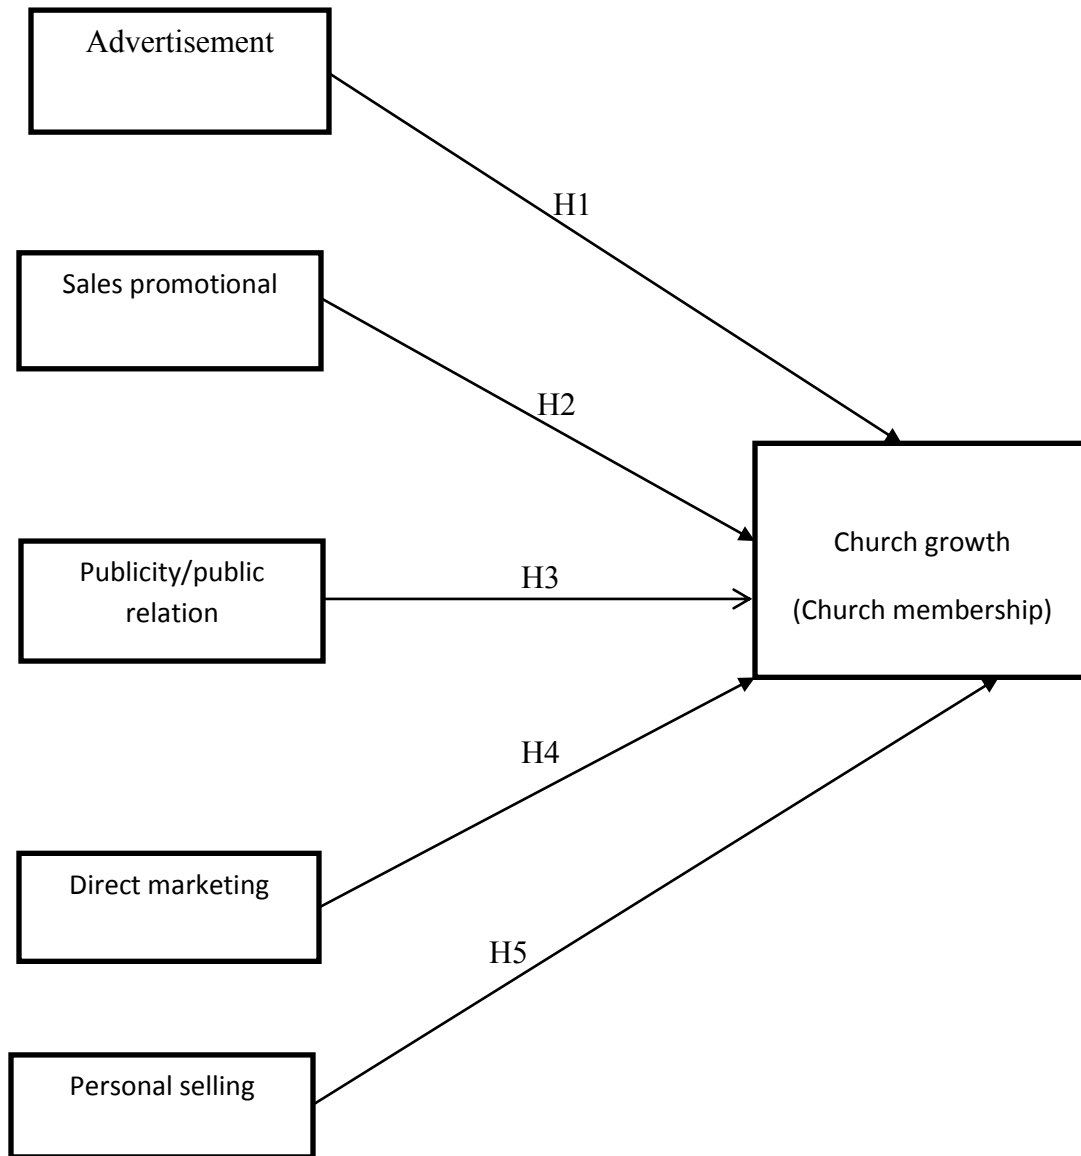 Advertisement
H1
Sales promotional
H2
Church growth
(Church membership)
Publicity/public
relation
H3
H4
Direct marketing
H5
Personal selling